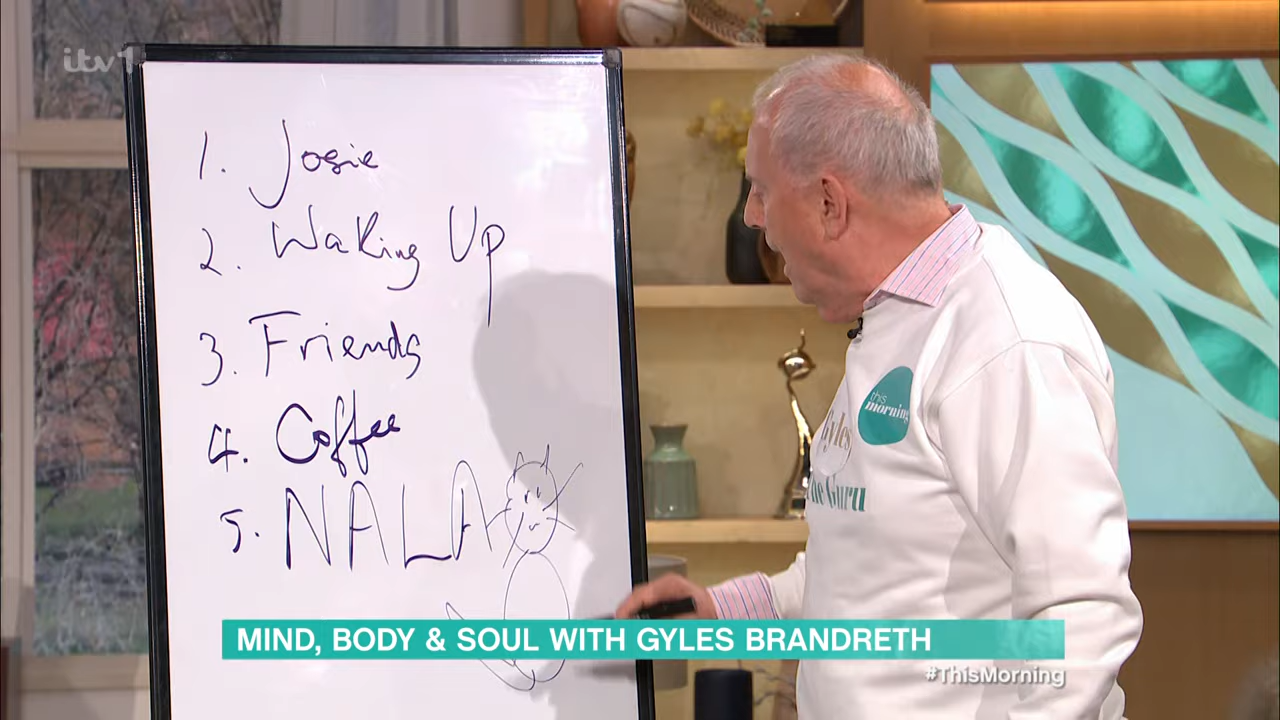 itv1
1. Josie
2. Waking Up
3. Friends
4. Coffee
5. NALA
this
morning
Gyles
the Guru
MIND, BODY & SOUL WITH GYLES BRANDRETH
#ThisMorning